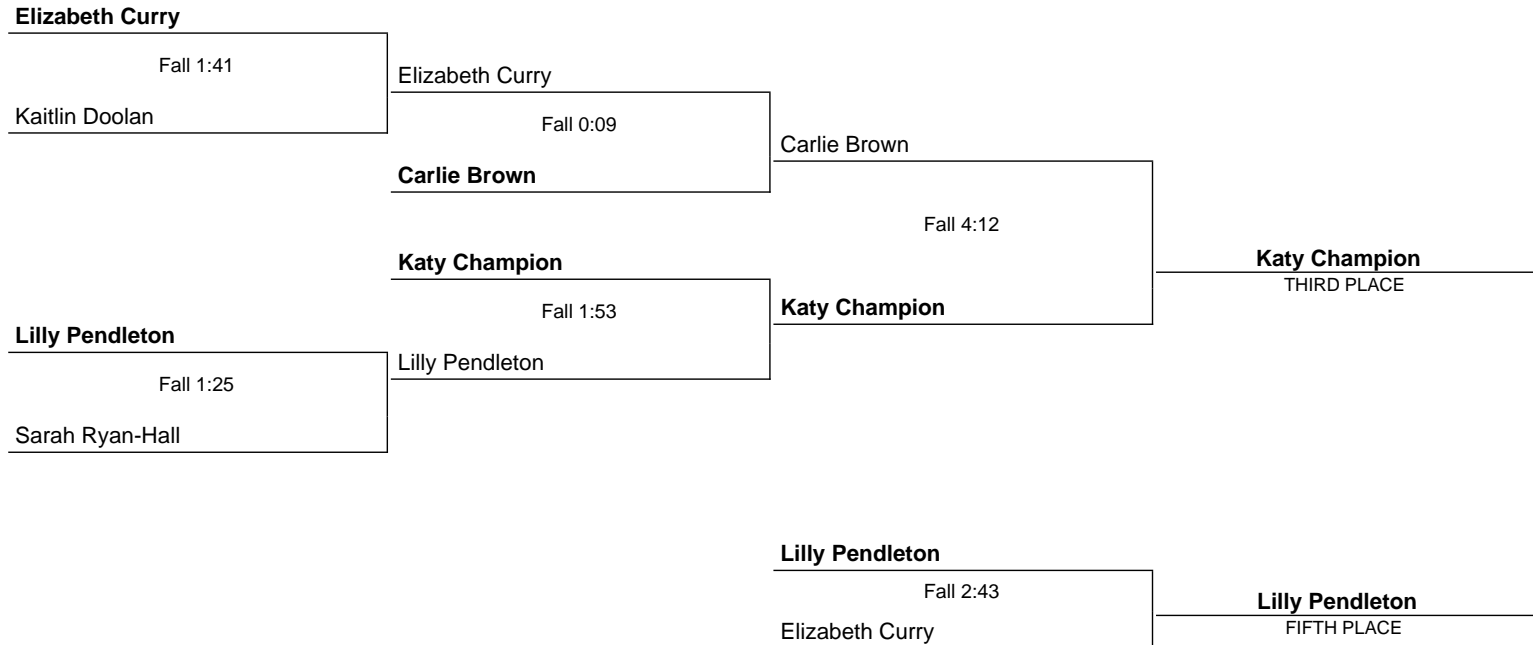 Elizabeth Curry
Fall 1:41
Elizabeth Curry
Kaitlin Doolan
Fall 0:09
Carlie Brown
Carlie Brown
Fall 4:12
Katy Champion
Katy Champion
THIRD PLACE
Fall 1:53
Katy Champion
Lilly Pendleton
Lilly Pendleton
Fall 1:25
Sarah Ryan-Hall
Lilly Pendleton
Fall 2:43
Lilly Pendleton
FIFTH PLACE
Elizabeth Curry